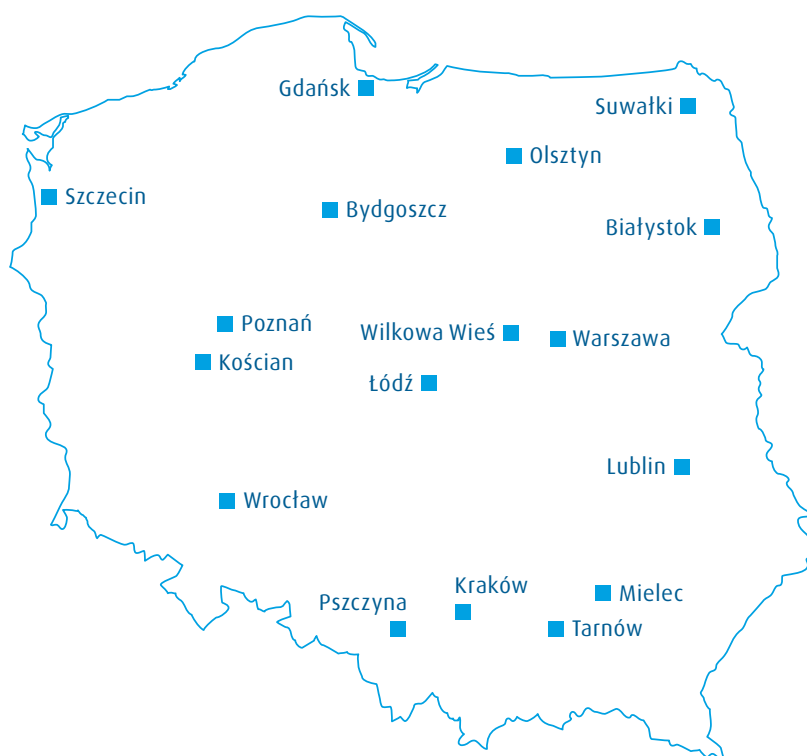 Gdańsk
Suwałki
Olsztyn
Szczecin
Bydgoszcz
Białystok
Poznań
Wilkowa Wieś
Warszawa
Kościan
Łódź
Lublin
Wrocław
Kraków
Mielec
Pszczyna
Tarnów